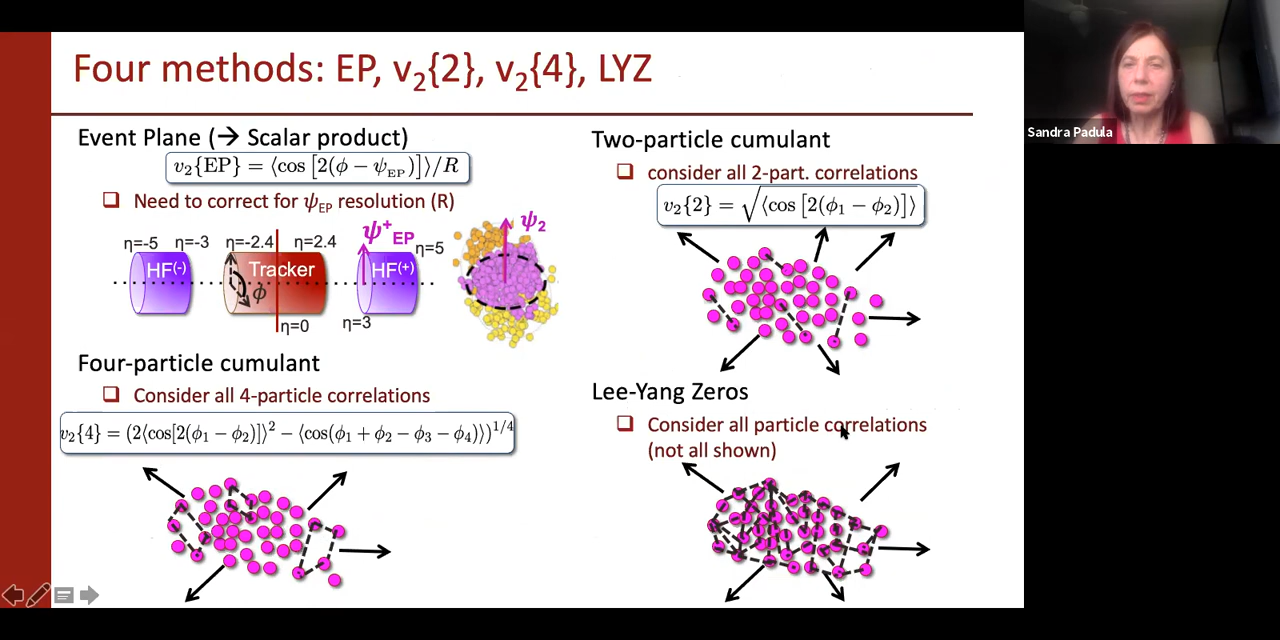 Four methods: EP, v₂{2}, v₂{4}, LYZ
Sandra Padula
Event Plane (→ Scalar product)
v₂{EP} = ⟨cos [2(ϕ − ψ_EP)]⟩/R
Need to correct for ψ_EP resolution (R)
η=-5 η=-3 η=-2.4 η=2.4 ψ⁺_EP η=5 ψ₂
HF(-) Tracker HF(+)
ϕ
η=0 η=3
Four-particle cumulant
Consider all 4-particle correlations
v₂{4} = (2⟨cos[2(ϕ₁ − ϕ₂)]⟩² − ⟨cos(ϕ₁ + ϕ₂ − ϕ₃ − ϕ₄)⟩)^1/4
Two-particle cumulant
consider all 2-part. correlations
v₂{2} = √⟨cos [2(ϕ₁ − ϕ₂)]⟩
Lee-Yang Zeros
Consider all particle correlations
(not all shown)